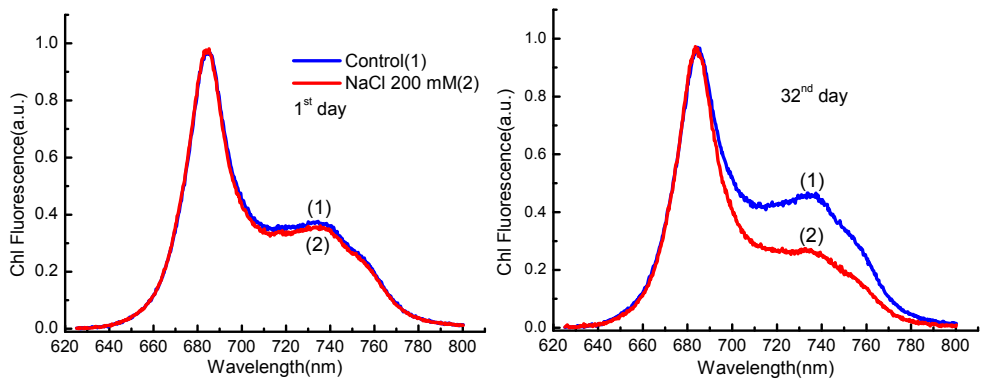 Chl Fluorescence(a.u.)
1.0
0.8
0.6
0.4
0.2
0.0
Control(1)
NaCl 200 mM(2)
1st day
(1)
(2)
620 640 660 680 700 720 740 760 780 800
Wavelength(nm)
Chl Fluorescence(a.u.)
1.0
0.8
0.6
0.4
0.2
0.0
32nd day
(1)
(2)
620 640 660 680 700 720 740 760 780 800
Wavelength(nm)